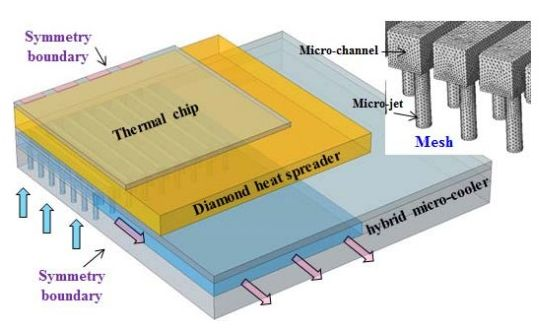 Symmetry
boundary
Micro-channel
Micro-jet
Mesh
Thermal chip
Diamond heat spreader
hybrid micro-cooler
Symmetry
boundary